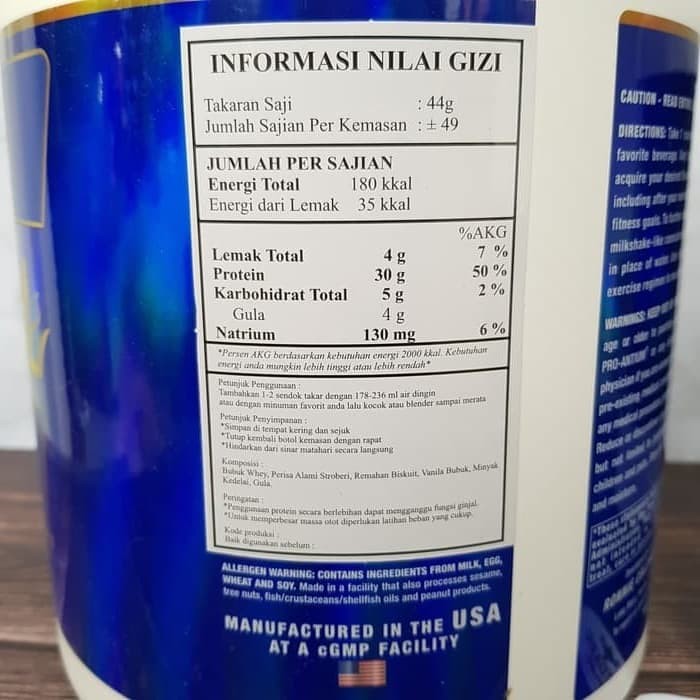 INFORMASI NILAI GIZI
Takaran Saji : 44g
Jumlah Sajian Per Kemasan : ± 49
JUMLAH PER SAJIAN
Energi Total 180 kkal
Energi dari Lemak 35 kkal
%AKG
Lemak Total 4 g 7 %
Protein 30 g 50 %
Karbohidrat Total 5 g 2 %
Gula 4 g
Natrium 130 mg 6 %
*Persen AKG berdasarkan kebutuhan energi 2000 kkal. Kebutuhan
energi anda mungkin lebih tinggi atau lebih rendah*
Petunjuk Penggunaan :
Tambahkan 1-2 sendok takar dengan 178-236 ml air dingin
atau dengan minuman favorit anda lalu kocok atau blender sampai merata
Petunjuk Penyimpanan :
*Simpan di tempat kering dan sejuk
*Tutup kembali botol kemasan dengan rapat
*Hindarkan dari sinar matahari secara langsung
Komposisi :
Bubuk Whey, Perisa Alami Stroberi, Remahan Biskuit, Vanila Bubuk, Minyak
Kedelai, Gula.
Peringatan :
*Penggunaan protein secara berlebihan dapat mengganggu fungsi ginjal.
*Untuk memperbesar massa otot diperlukan latihan beban yang cukup.
Kode produksi :
Baik digunakan sebelum :
ALLERGEN WARNING: CONTAINS INGREDIENTS FROM MILK, EGG,
WHEAT AND SOY. Made in a facility that also processes sesame,
tree nuts, fish/crustaceans/shellfish oils and peanut products.
MANUFACTURED IN THE USA
AT A cGMP FACILITY
CAUTION - READ
DIRECTIONS: Take
favorite beverage
acquire your desired
including after
fitness goals.
milkshake-like
in place of
exercise regimen
WARNINGS: KEEP
age or older
PRO-ANTIUM
physician if you
pre-existing
any medical
Reduce or
but not
children and
and